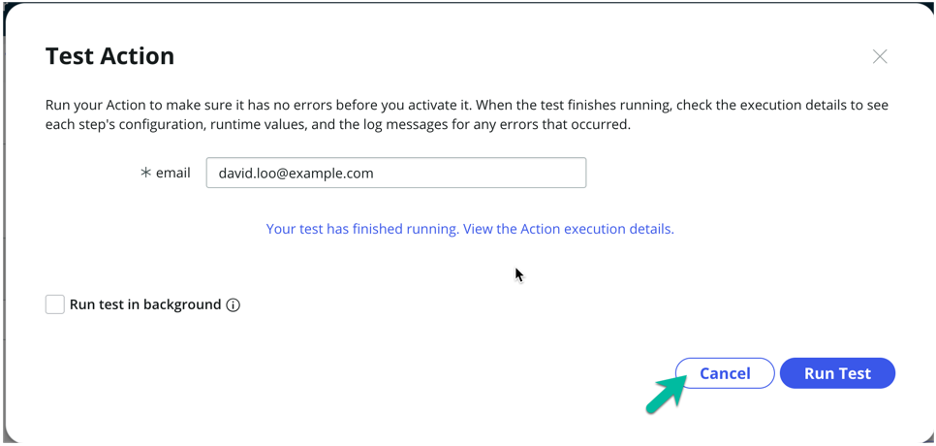 Test Action
Run your Action to make sure it has no errors before you activate it. When the test finishes running, check the execution details to see
each step's configuration, runtime values, and the log messages for any errors that occurred.
* email david.loo@example.com
Your test has finished running. View the Action execution details.
Run test in background
Cancel Run Test